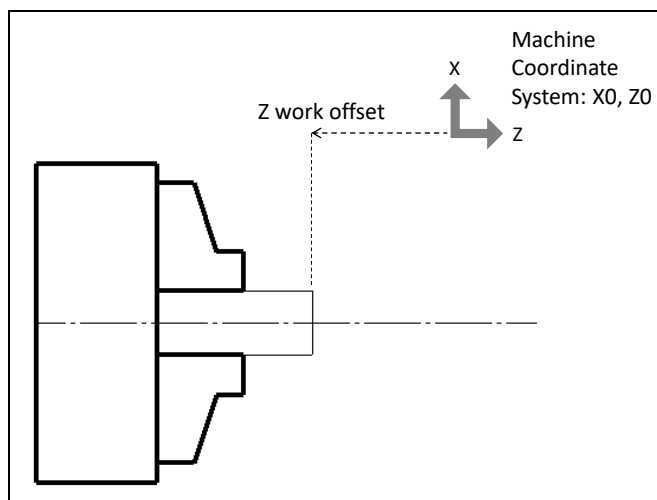 Machine
Coordinate
System: X0, Z0
X
Z work offset
Z